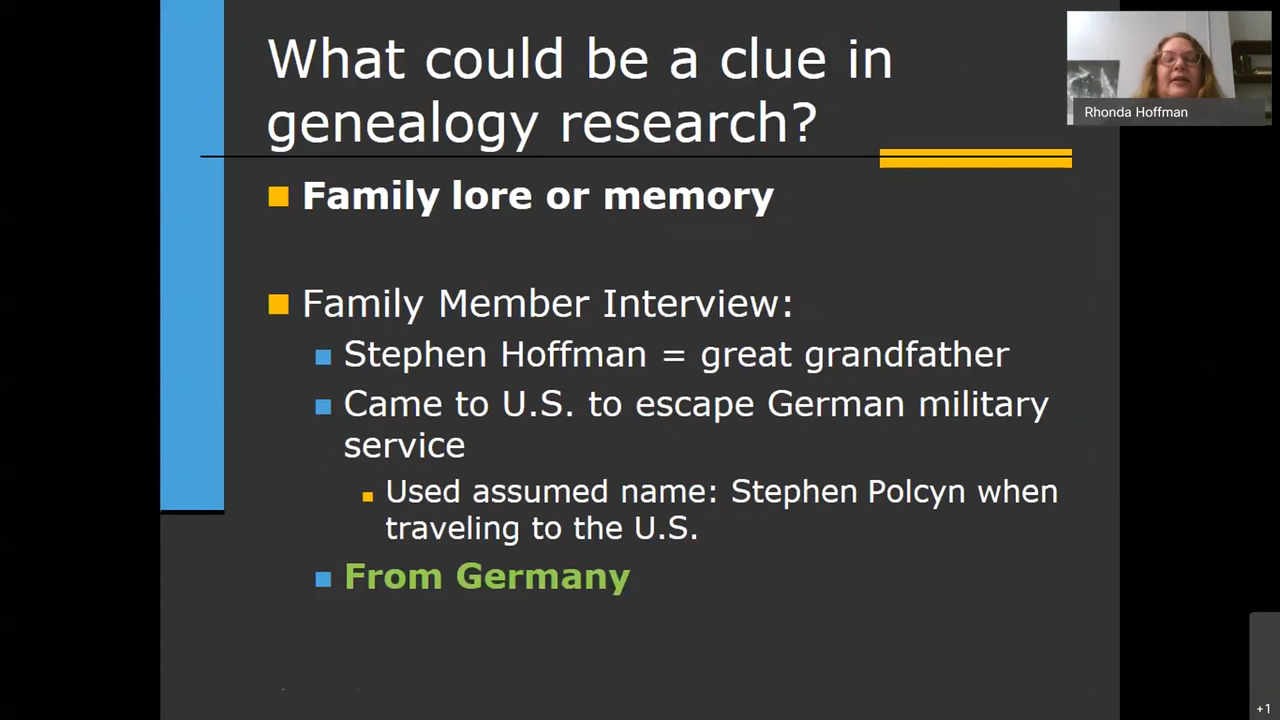 What could be a clue in
genealogy research?
Rhonda Hoffman
Family lore or memory
Family Member Interview:
Stephen Hoffman = great grandfather
Came to U.S. to escape German military
service
Used assumed name: Stephen Polcyn when
traveling to the U.S.
From Germany
+1